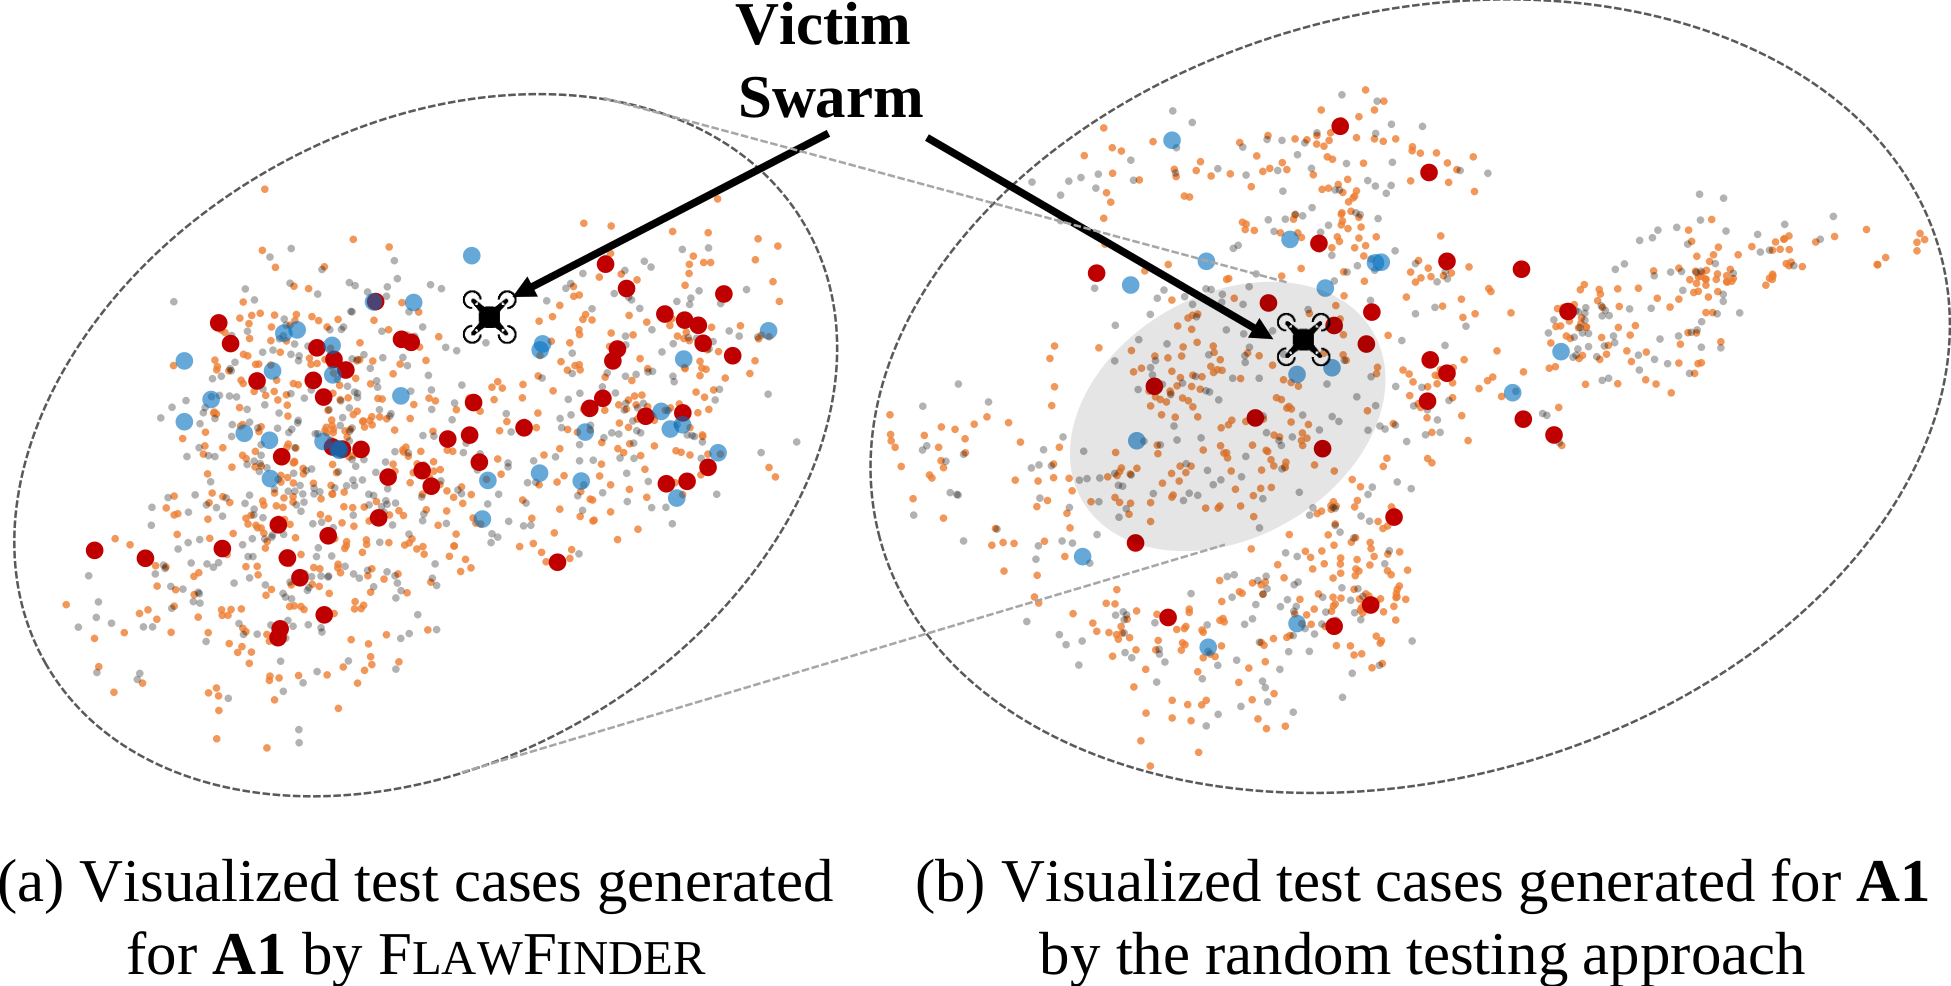 Victim
Swarm
(a) Visualized test cases generated
for A1 by FLAWFINDER
(b) Visualized test cases generated for A1
by the random testing approach